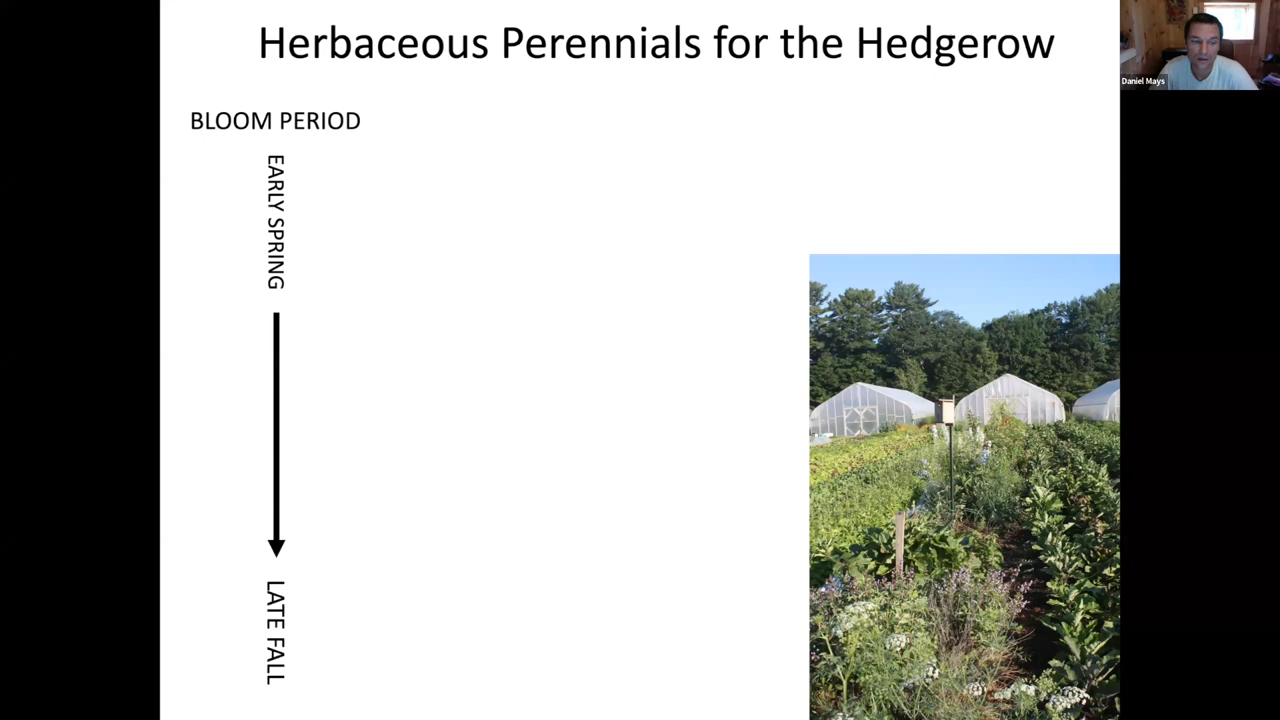 Herbaceous Perennials for the Hedgerow
Daniel Mays
BLOOM PERIOD
EARLY SPRING
LATE FALL